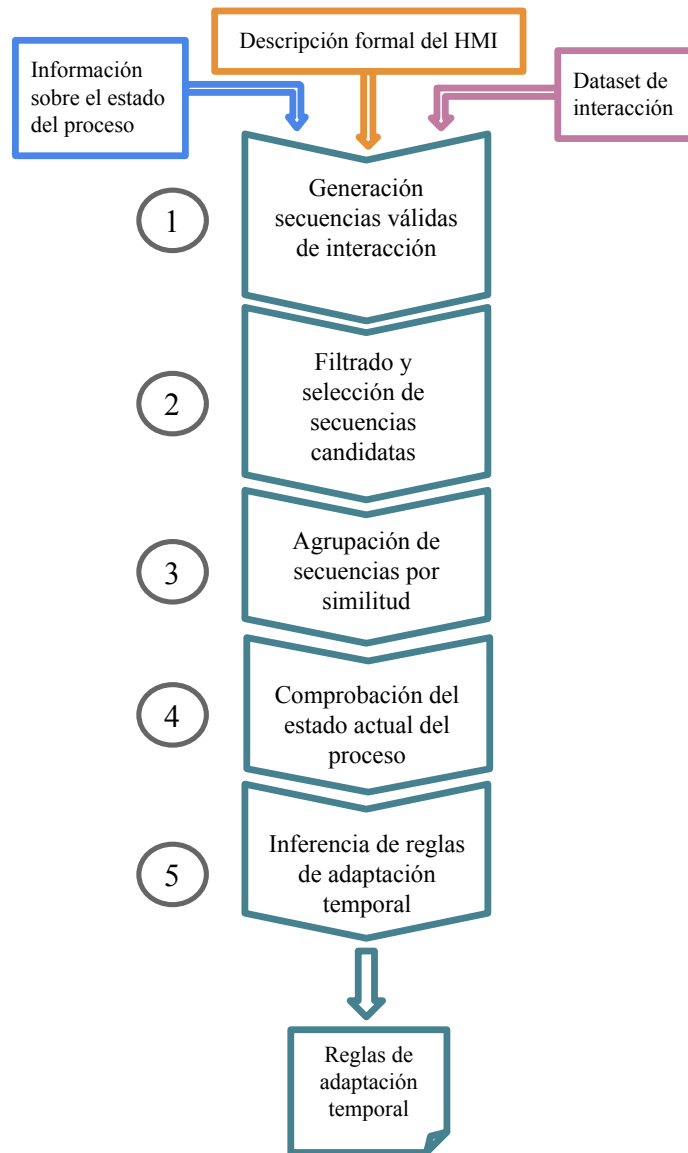 Descripción formal del HMI
Información
sobre el estado
del proceso
Dataset de
interacción
1
Generación
secuencias válidas
de interacción
2
Filtrado y
selección de
secuencias
candidatas
3
Agrupación de
secuencias por
similitud
4
Comprobación del
estado actual del
proceso
5
Inferencia de reglas
de adaptación
temporal
Reglas de
adaptación
temporal